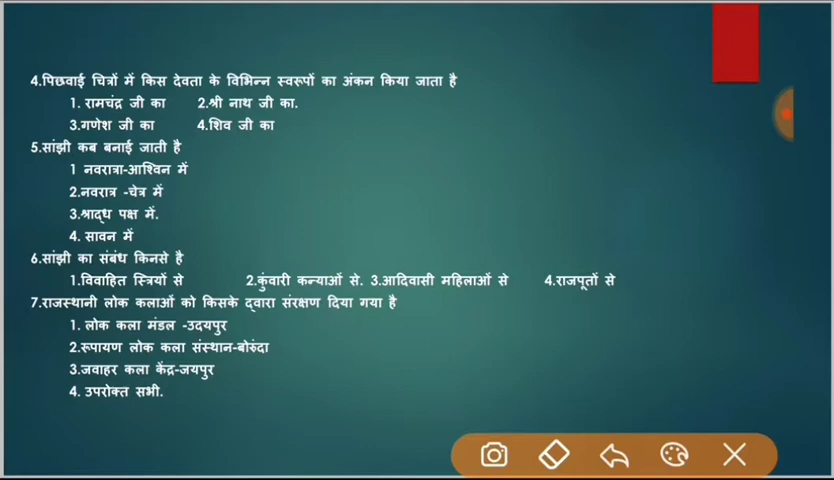 4.पिछवाई चित्रों में किस देवता के विभिन्न स्वरूपों का अंकन किया जाता है
1. रामचंद्र जी का 2.श्री नाथ जी का.
3.गणेश जी का 4.शिव जी का
5.सांझी कब बनाई जाती है
1 नवरात्रा-आश्विन में
2.नवरात्र -चेत्र में
3.श्राद्ध पक्ष में.
4. सावन में
6.सांझी का संबंध किनसे है
1.विवाहित स्त्रियों से 2.कुंवारी कन्याओं से. 3.आदिवासी महिलाओं से 4.राजपूतों से
7.राजस्थानी लोक कलाओं को किसके द्वारा संरक्षण दिया गया है
1. लोक कला मंडल -उदयपुर
2.रूपायण लोक कला संस्थान-बोरुंदा
3.जवाहर कला केंद्र-जयपुर
4. उपरोक्त सभी.